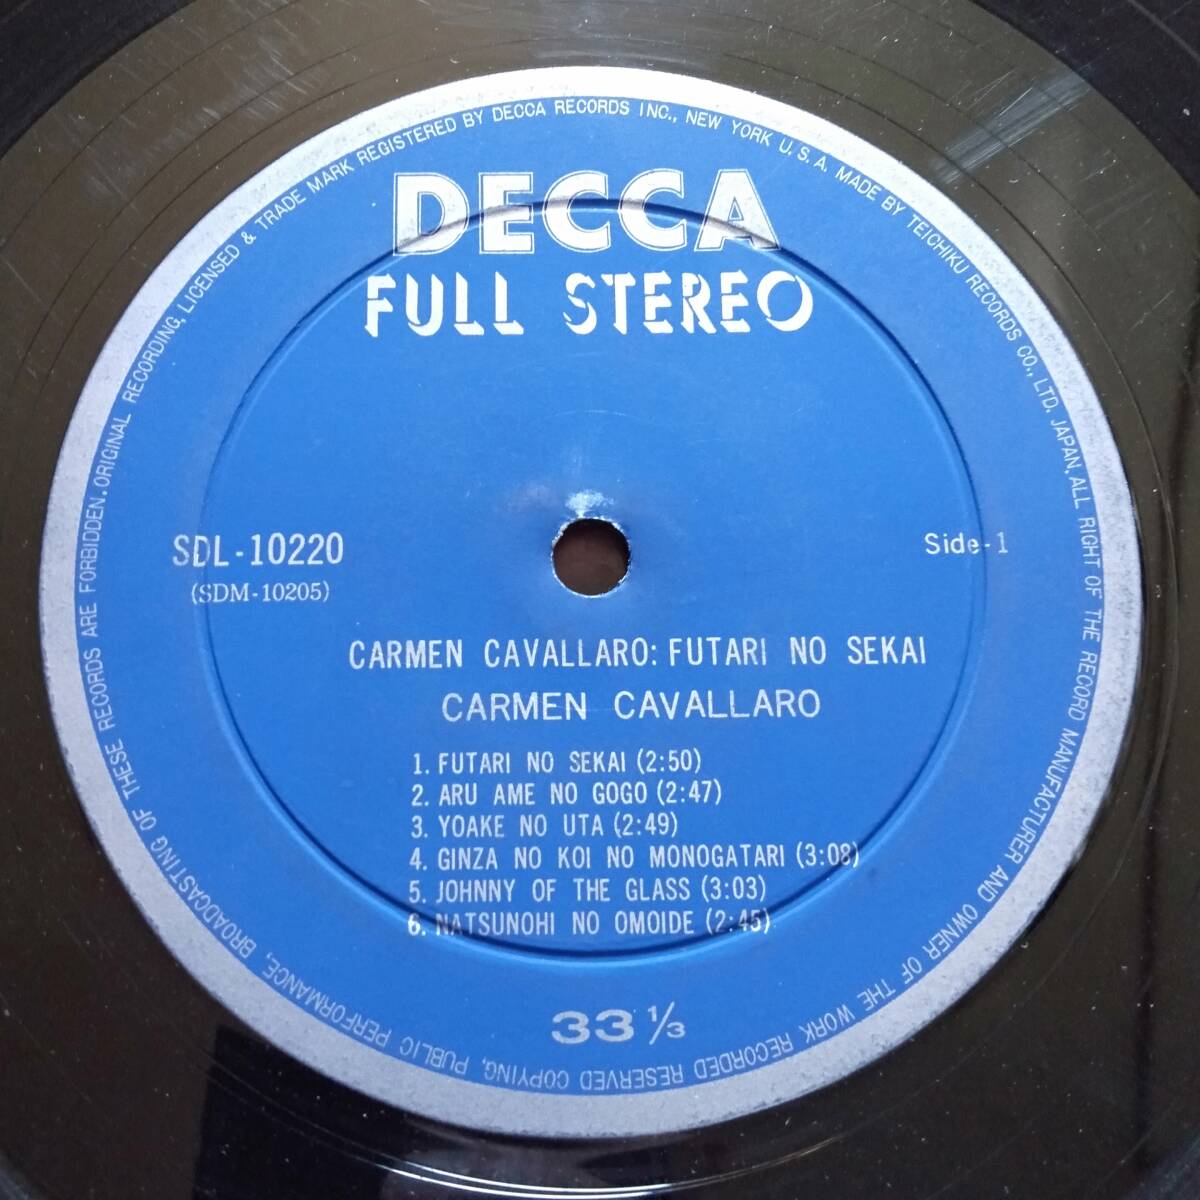 DECCA
FULL STEREO
SDL-10220
(SDM-10205)
Side-1
CARMEN CAVALLARO: FUTARI NO SEKAI
CARMEN CAVALLARO
1. FUTARI NO SEKAI (2:50)
2. ARU AME NO GOGO (2:47)
3. YOAKE NO UTA (2:49)
4. GINZA NO KOI NO MONOGATARI (3:08)
5. JOHNNY OF THE GLASS (3:03)
6. NATSUNOHI NO OMOIDE (2:45)
33 1/3
ORIGINAL RECORDING, LICENSED & TRADE MARK REGISTERED BY DECCA RECORDS INC., NEW YORK U.S.A. MADE BY TEICHIKU RECORDS CO., LTD. JAPAN. ALL RIGHT OF THE RECORD MANUFACTURER AND OWNER OF THE WORK RECORDED RESERVED COPYING, PUBLIC PERFORMANCE, BROADCASTING OF THESE RECORDS ARE FORBIDDEN.